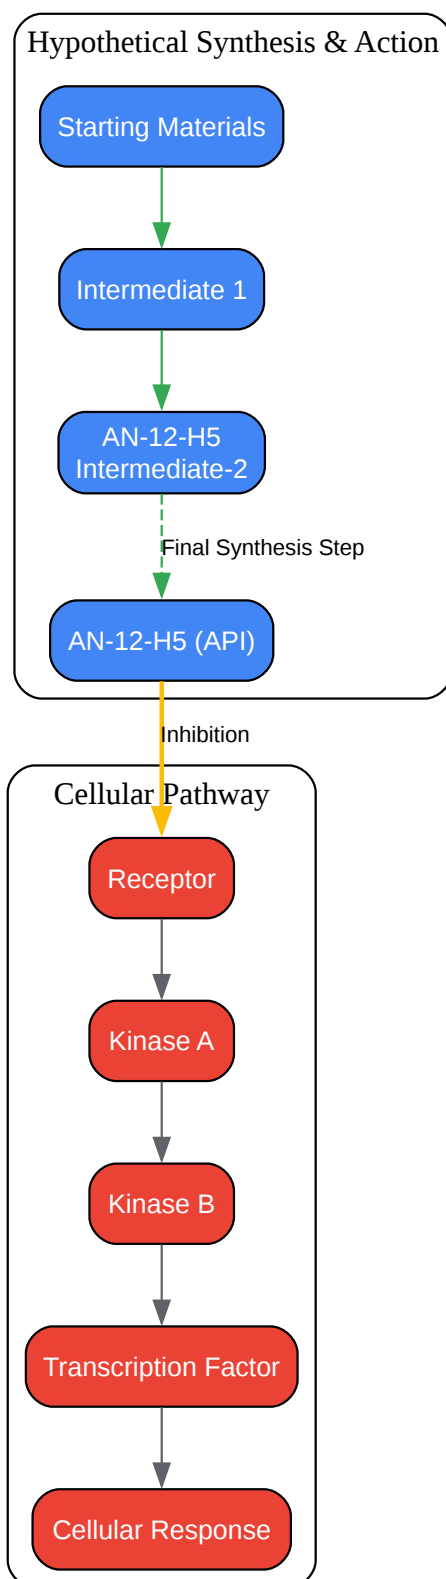 Hypothetical Synthesis & Action
Starting Materials
Intermediate 1
AN-12-H5
Intermediate-2
Final Synthesis Step
AN-12-H5 (API)
Inhibition
Cellular Pathway
Receptor
Kinase A
Kinase B
Transcription Factor
Cellular Response